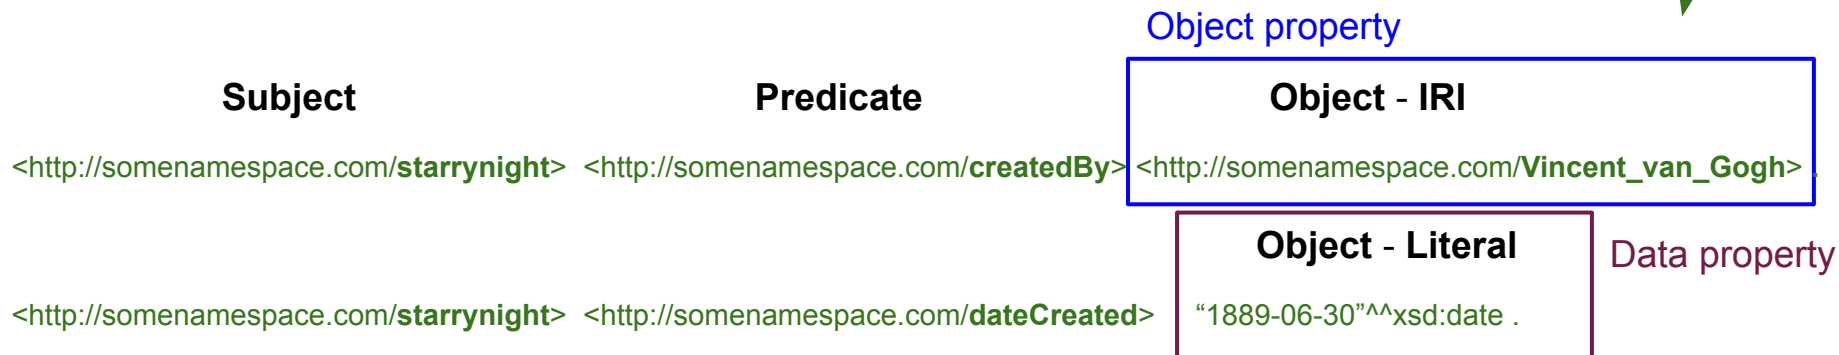 Object property
Subject Predicate Object - IRI
<http://somenamespace.com/starrynight> <http://somenamespace.com/createdBy> <http://somenamespace.com/Vincent_van_Gogh> .
Object - Literal Data property
<http://somenamespace.com/starrynight> <http://somenamespace.com/dateCreated> “1889-06-30”^^xsd:date .